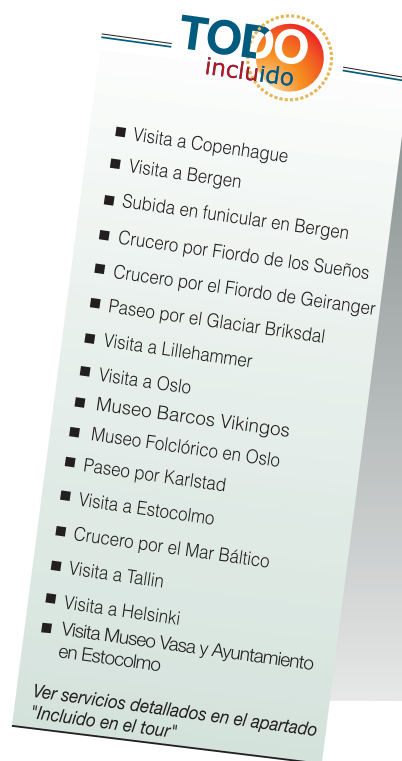 TODO
incluido
■ Visita a Copenhague
■ Visita a Bergen
■ Subida en funicular en Bergen
■ Crucero por Fiordo de los Sueños
■ Crucero por el Fiordo de Geiranger
■ Paseo por el Glaciar Briksdal
■ Visita a Lillehammer
■ Visita a Oslo
■ Museo Barcos Vikingos
■ Museo Folclórico en Oslo
■ Paseo por Karlstad
■ Visita a Estocolmo
■ Crucero por el Mar Báltico
■ Visita a Tallin
■ Visita a Helsinki
■ Visita Museo Vasa y Ayuntamiento
en Estocolmo
Ver servicios detallados en el apartado
"Incluido en el tour"